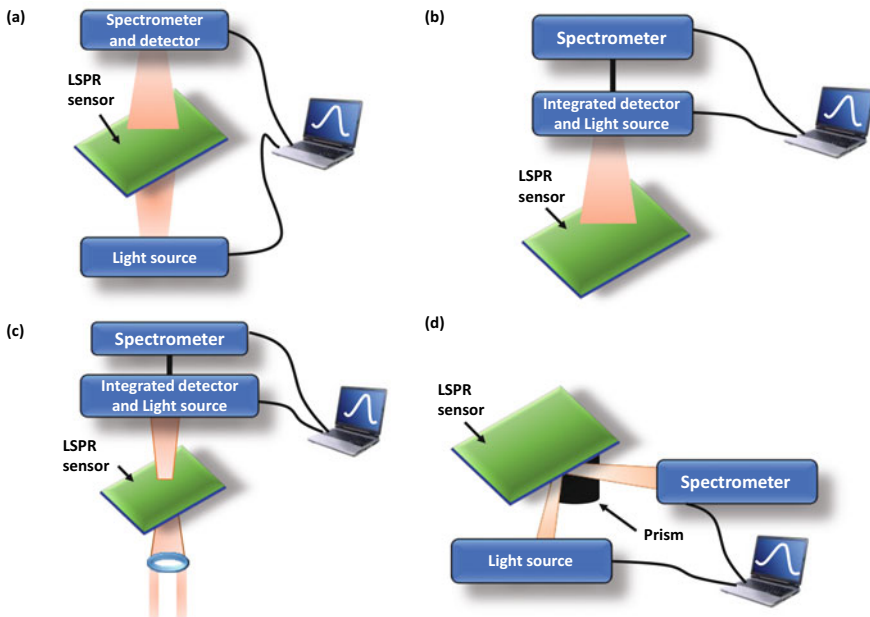 (a)
Spectrometer
and detector
LSPR
sensor
Light source
(b)
Spectrometer
Integrated detector
and Light source
LSPR
sensor
(c)
Spectrometer
Integrated detector
and Light source
LSPR
sensor
(d)
LSPR
sensor
Spectrometer
Prism
Light source